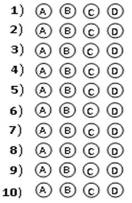 1) A B C D
2) A B C D
3) A B C D
4) A B C D
5) A B C D
6) A B C D
7) A B C D
8) A B C D
9) A B C D
10) A B C D